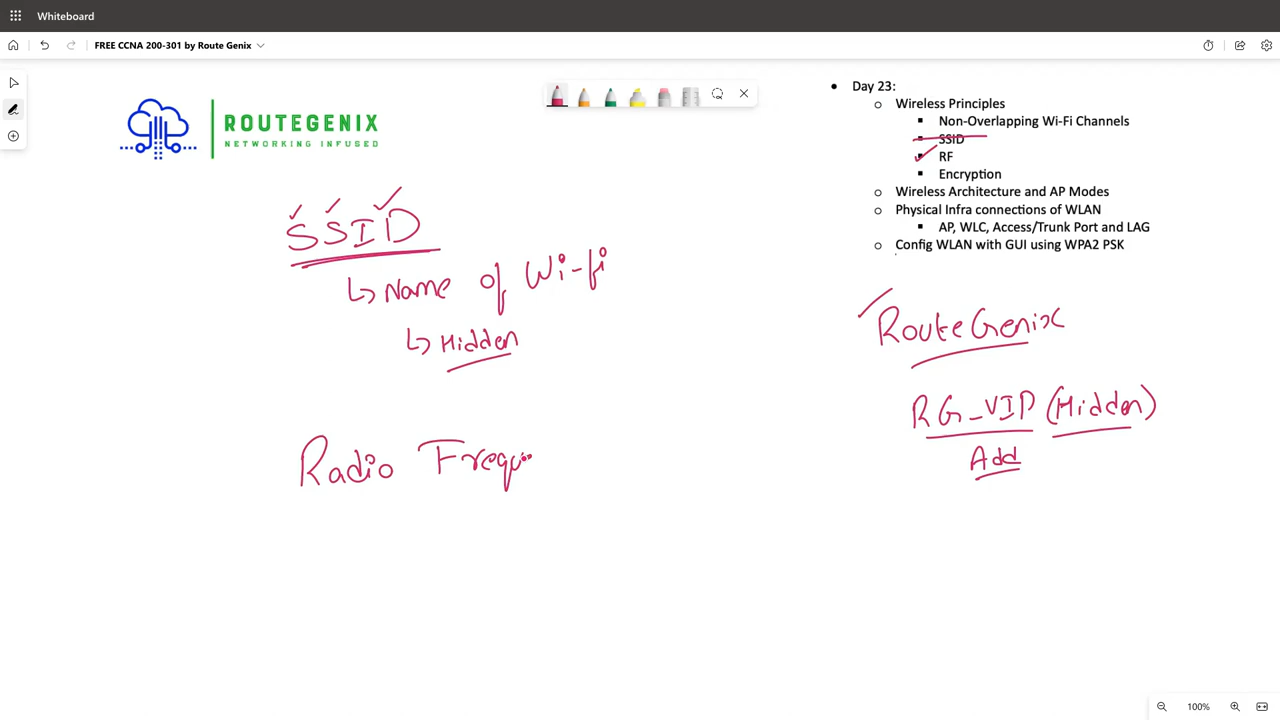 Whiteboard
FREE CCNA 200-301 by Route Genix
ROUTEGENIX
NETWORKING INFUSED
Day 23:
Wireless Principles
Non-Overlapping Wi-Fi Channels
SSID
RF
Encryption
Wireless Architecture and AP Modes
Physical Infra connections of WLAN
AP, WLC, Access/Trunk Port and LAG
Config WLAN with GUI using WPA2 PSK
SSID
Name of Wi-fi
Hidden
RouteGenix
RG_VIP (Hidden)
Add
Radio Frequ
100%